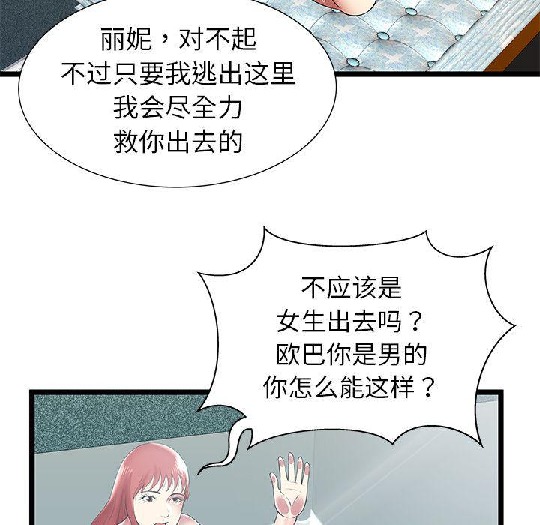 丽妮，对不起
不过只要我逃出这里
我会尽全力
救你出去的
不应该是
女生出去吗？
欧巴你是男的
你怎么能这样？